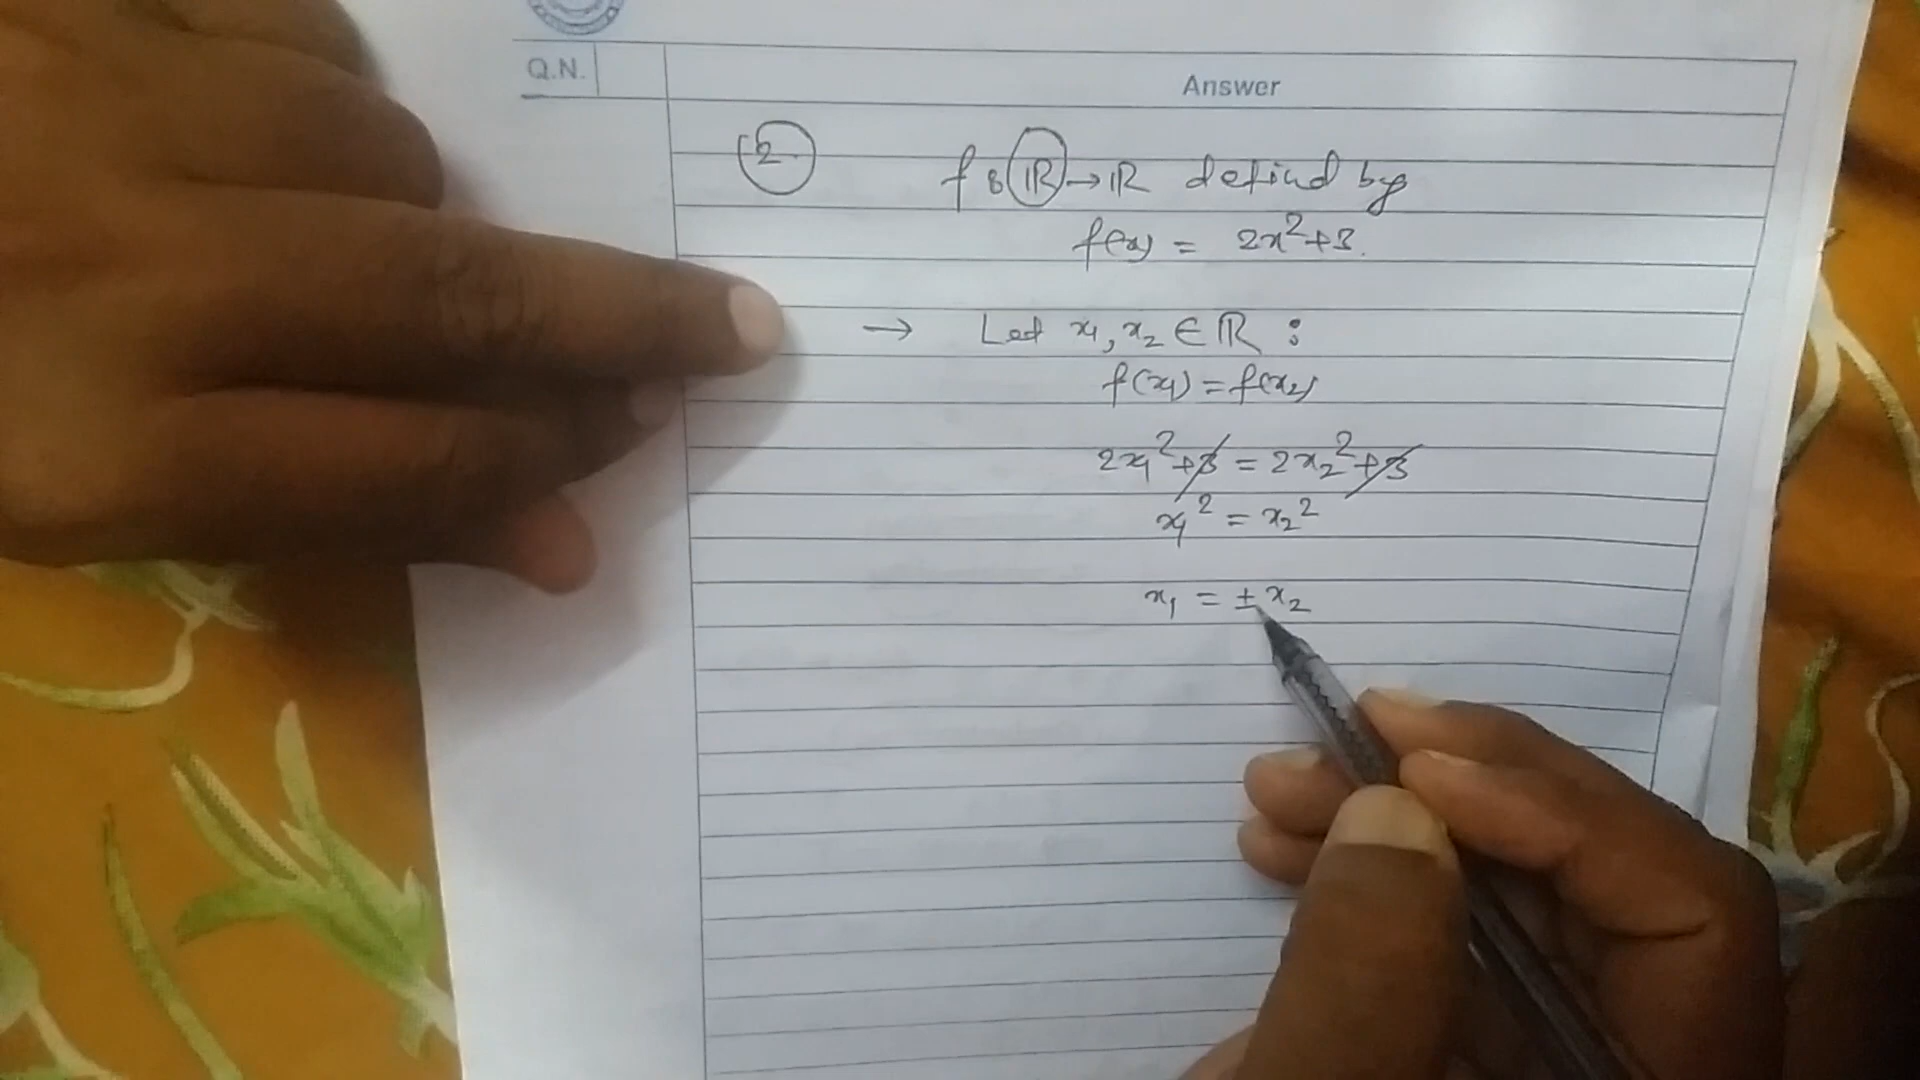 Q.N.
Answer
2
f : ℝ → ℝ defind by
f(x) = 2x²+3.
→ Let x₁, x₂ ∈ ℝ :
f(x₁) = f(x₂)
2x₁²+3 = 2x₂²+3
x₁² = x₂²
x₁ = ± x₂